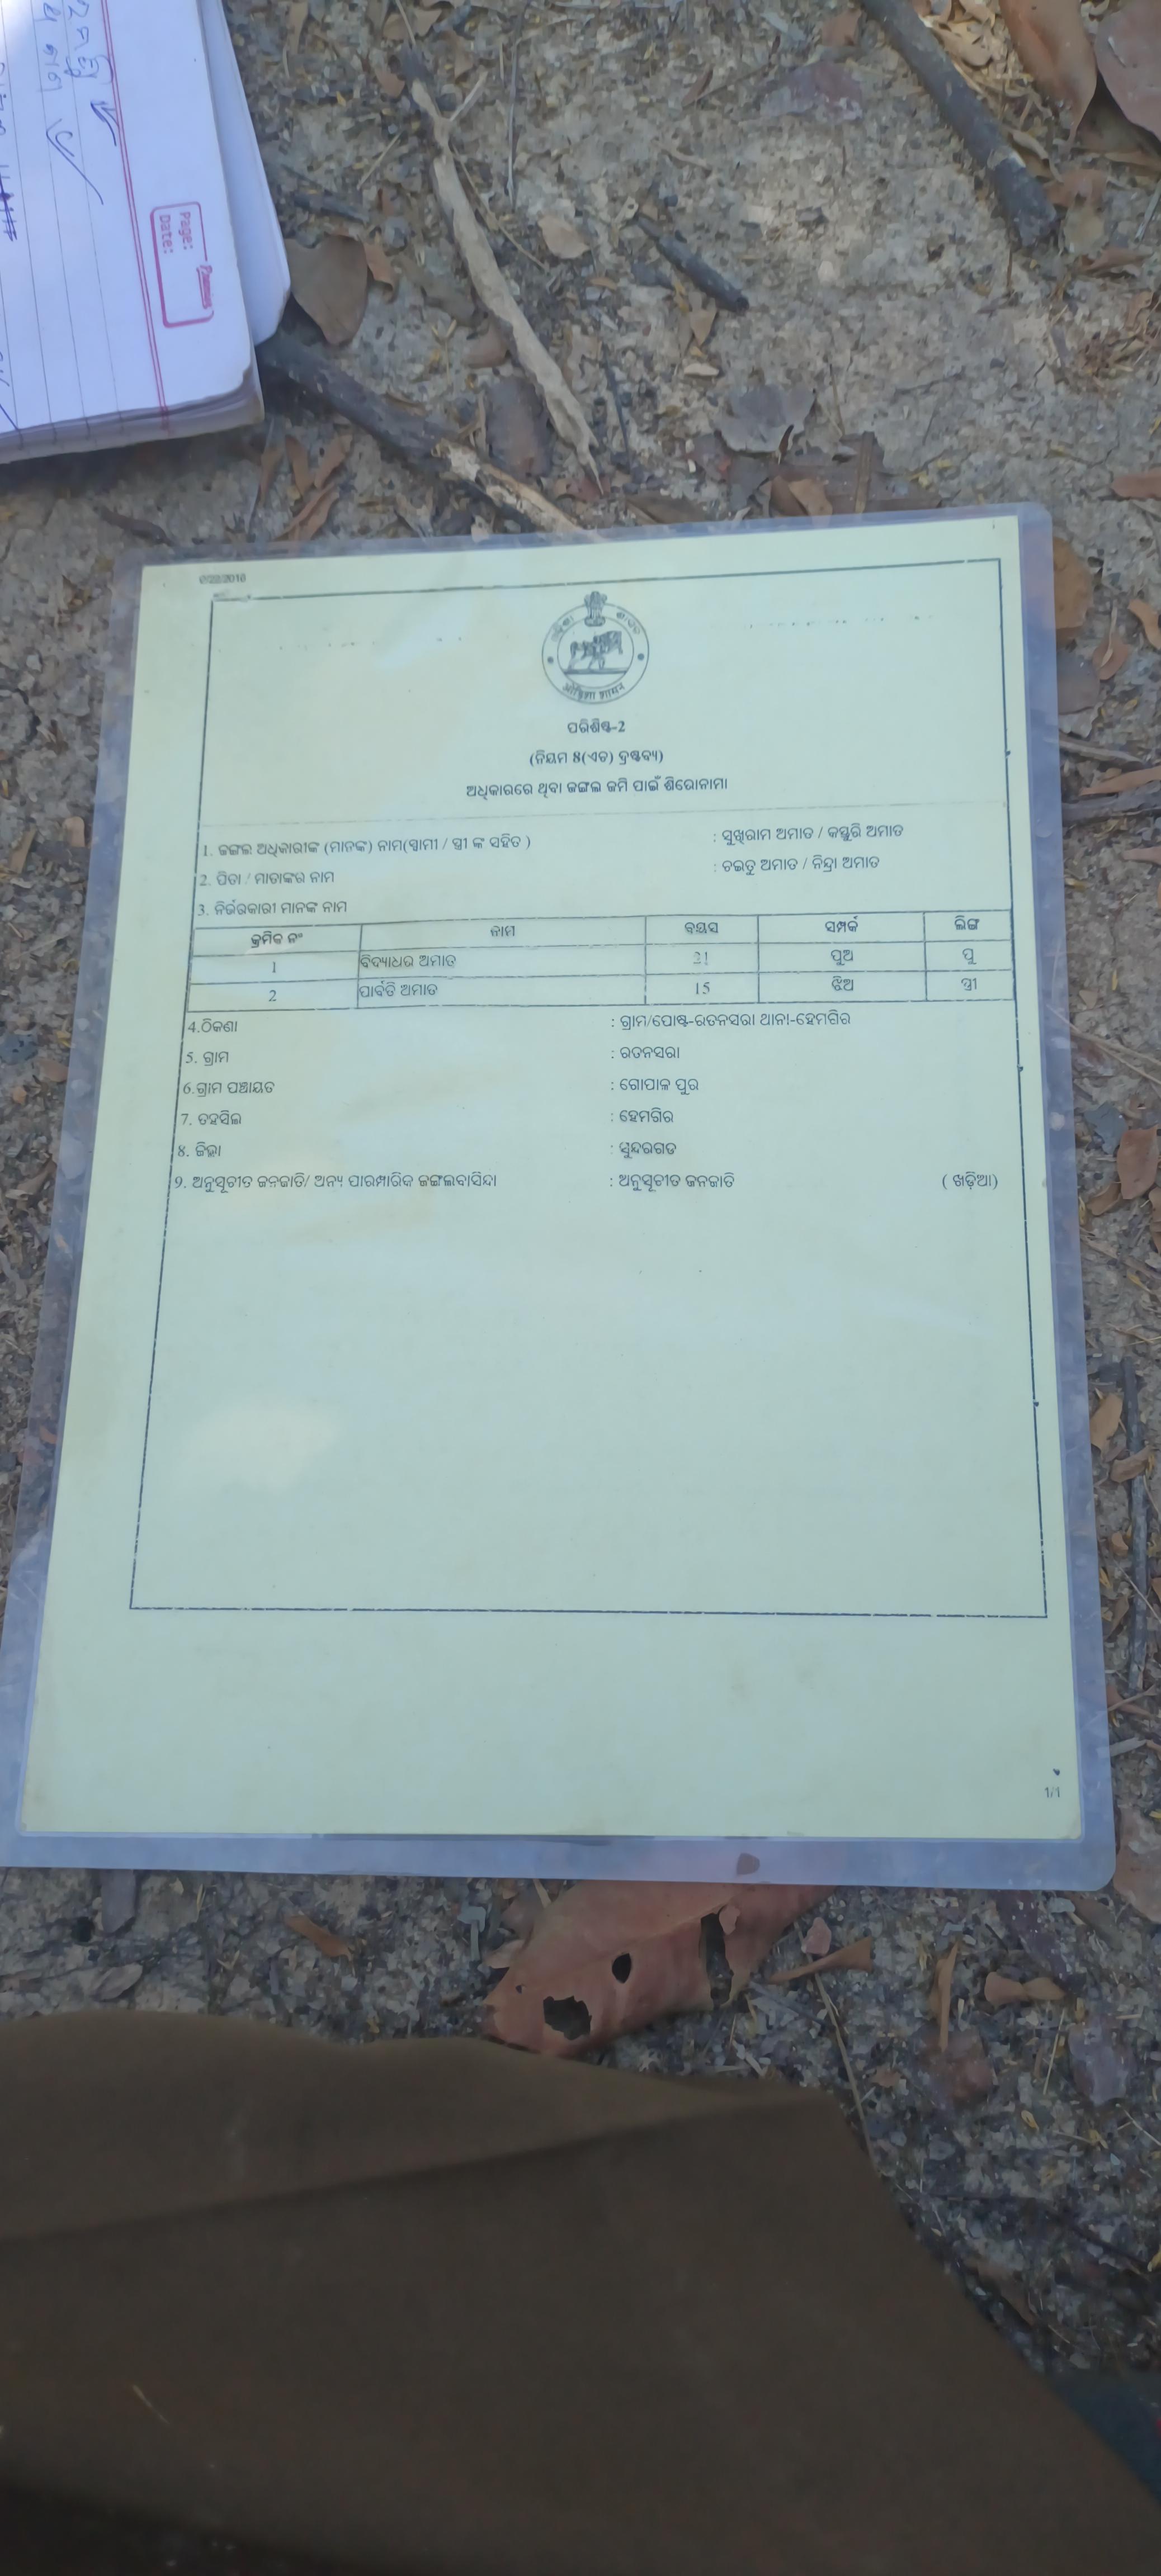 Page:
Date:
ଓଡ଼ିଶା ଶାସନ
ओड़िशा शासन
ପରିଶିଷ୍ଟ-2
(ନିୟମ 8(ଏଚ) ଦ୍ରଷ୍ଟବ୍ୟ)
ଅଧିକାରରେ ଥିବା ଜଙ୍ଗଲ ଜମି ପାଇଁ ଶିରୋନାମା
1. ଜଙ୍ଗଲ ଅଧିକାରୀଙ୍କ (ମାନଙ୍କ) ନାମ(ସ୍ୱାମୀ / ସ୍ତ୍ରୀ ଙ୍କ ସହିତ ) : ସୁଖିରାମ ଅମାତ / କସ୍ତୁରି ଅମାତ
2. ପିତା / ମାତାଙ୍କର ନାମ : ଚଇତୁ ଅମାତ / ନିନ୍ଦ୍ରା ଅମାତ
3. ନିର୍ଭରକାରୀ ମାନଙ୍କ ନାମ
କ୍ରମିକ ନଂ ନାମ ବୟସ ସମ୍ପର୍କ ଲିଙ୍ଗ
1 ବିଦ୍ୟାଧର ଅମାତ ପୁଅ ପୁ
2 ପାର୍ବତି ଅମାତ 15 ଝିଅ ସ୍ତ୍ରୀ
4.ଠିକଣା : ଗ୍ରାମ/ପୋଷ୍ଟ-ରତନସରା ଥାନା-ହେମଗିର
5. ଗ୍ରାମ : ରତନସରା
6.ଗ୍ରାମ ପଞ୍ଚାୟତ : ଗୋପାଳ ପୁର
7. ତହସିଲ : ହେମଗିର
8. ଜିଲ୍ଲା : ସୁନ୍ଦରଗଡ
9. ଅନୁସୂଚୀତ ଜନଜାତି/ ଅନ୍ୟ ପାରମ୍ପାରିକ ଜଙ୍ଗଲବାସିନ୍ଦା : ଅନୁସୂଚୀତ ଜନଜାତି ( ଖଡ଼ିଆ)
1/1